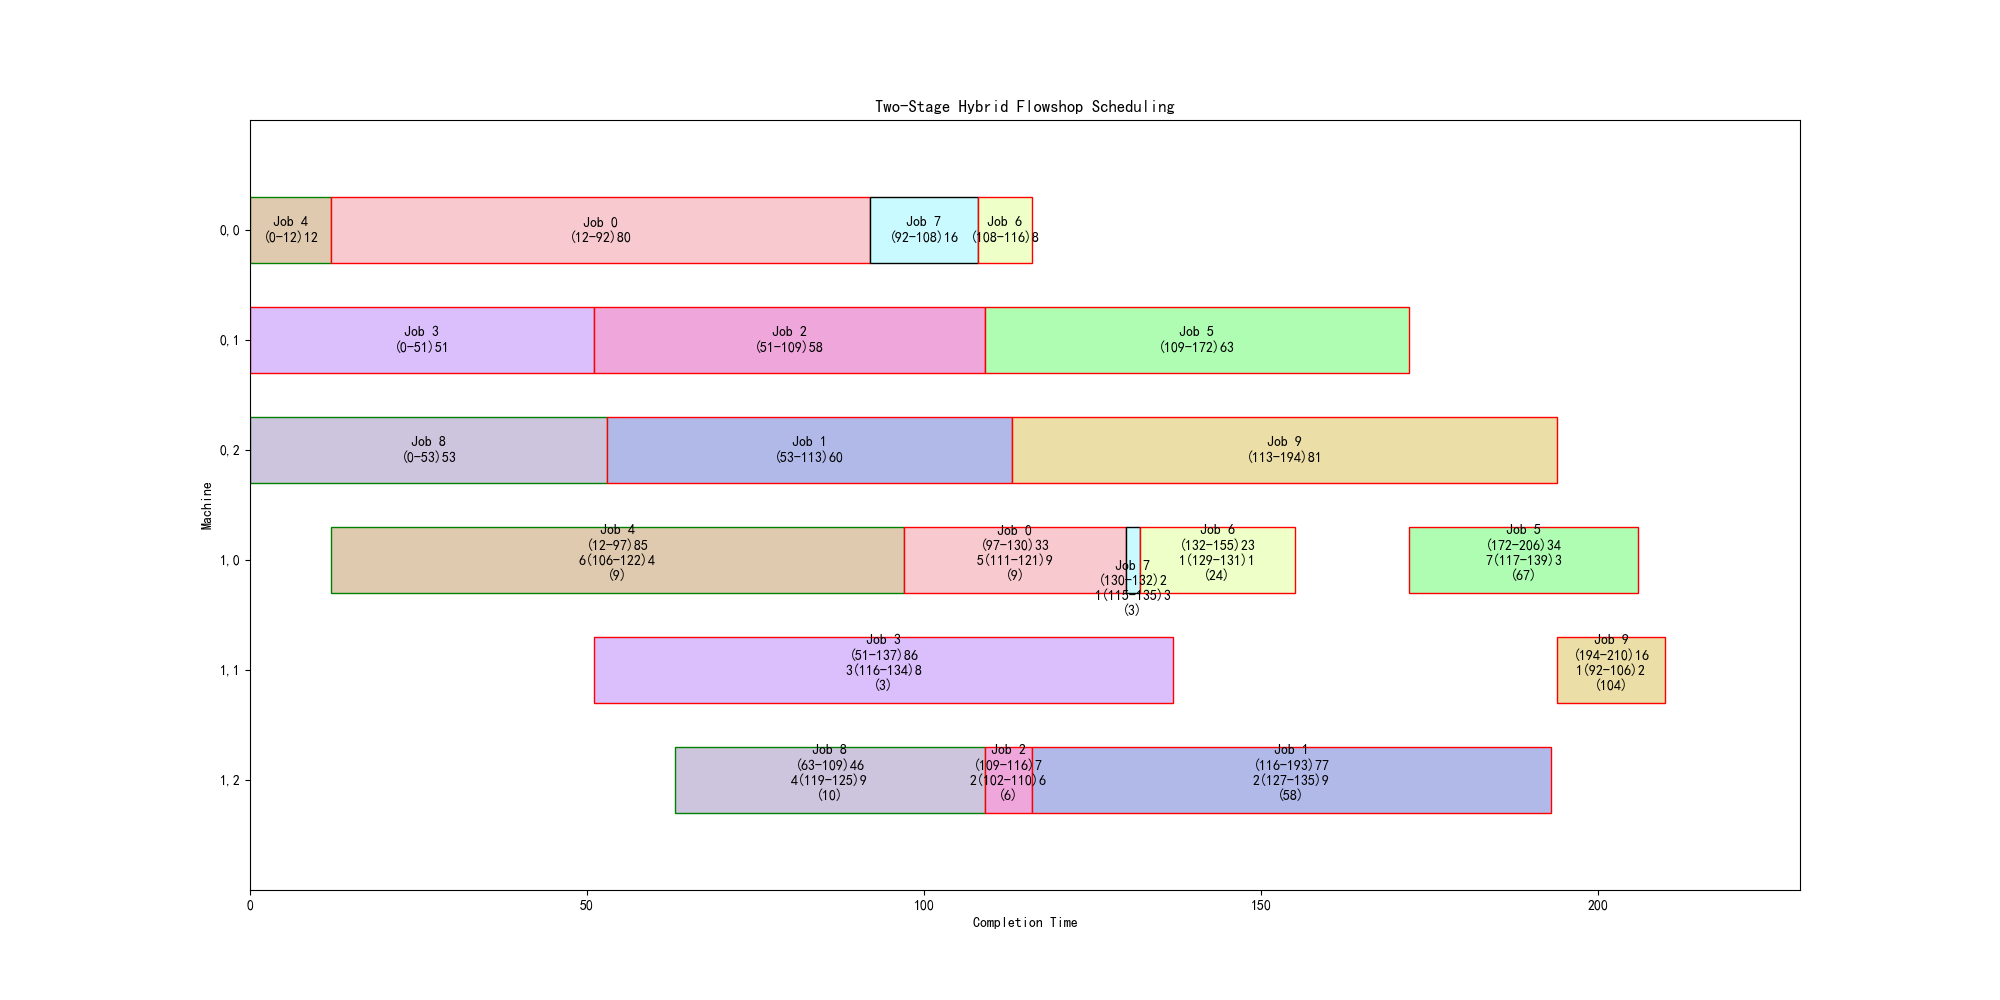 Two-Stage Hybrid Flowshop Scheduling
0,0
Job 4
(0-12)12
Job 0
(12-92)80
Job 7
(92-108)16
Job 6
(108-116)8
0,1
Job 3
(0-51)51
Job 2
(51-109)58
Job 5
(109-172)63
0,2
Job 8
(0-53)53
Job 1
(53-113)60
Job 9
(113-194)81
Machine
1,0
Job 4
(12-97)85
6(106-122)4
(9)
Job 0
(97-130)33
5(111-121)9
(9)
Job 7
(130-132)2
1(115-135)3
(3)
Job 6
(132-155)23
1(129-131)1
(24)
Job 5
(172-206)34
7(117-139)3
(67)
1,1
Job 3
(51-137)86
3(116-134)8
(3)
Job 9
(194-210)16
1(92-106)2
(104)
1,2
Job 8
(63-109)46
4(119-125)9
(10)
Job 2
(109-116)7
2(102-110)6
(6)
Job 1
(116-193)77
2(127-135)9
(58)
0
50
100
150
200
Completion Time